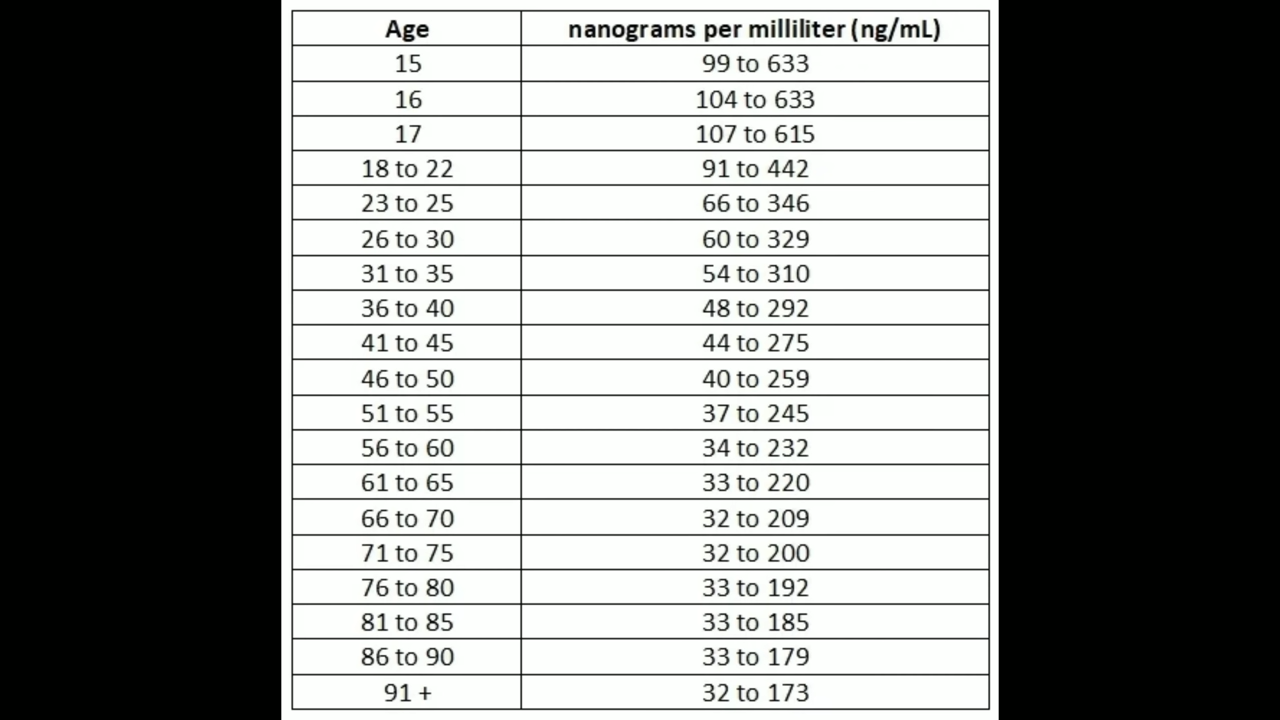 Age nanograms per milliliter (ng/mL)
15 99 to 633
16 104 to 633
17 107 to 615
18 to 22 91 to 442
23 to 25 66 to 346
26 to 30 60 to 329
31 to 35 54 to 310
36 to 40 48 to 292
41 to 45 44 to 275
46 to 50 40 to 259
51 to 55 37 to 245
56 to 60 34 to 232
61 to 65 33 to 220
66 to 70 32 to 209
71 to 75 32 to 200
76 to 80 33 to 192
81 to 85 33 to 185
86 to 90 33 to 179
91 + 32 to 173